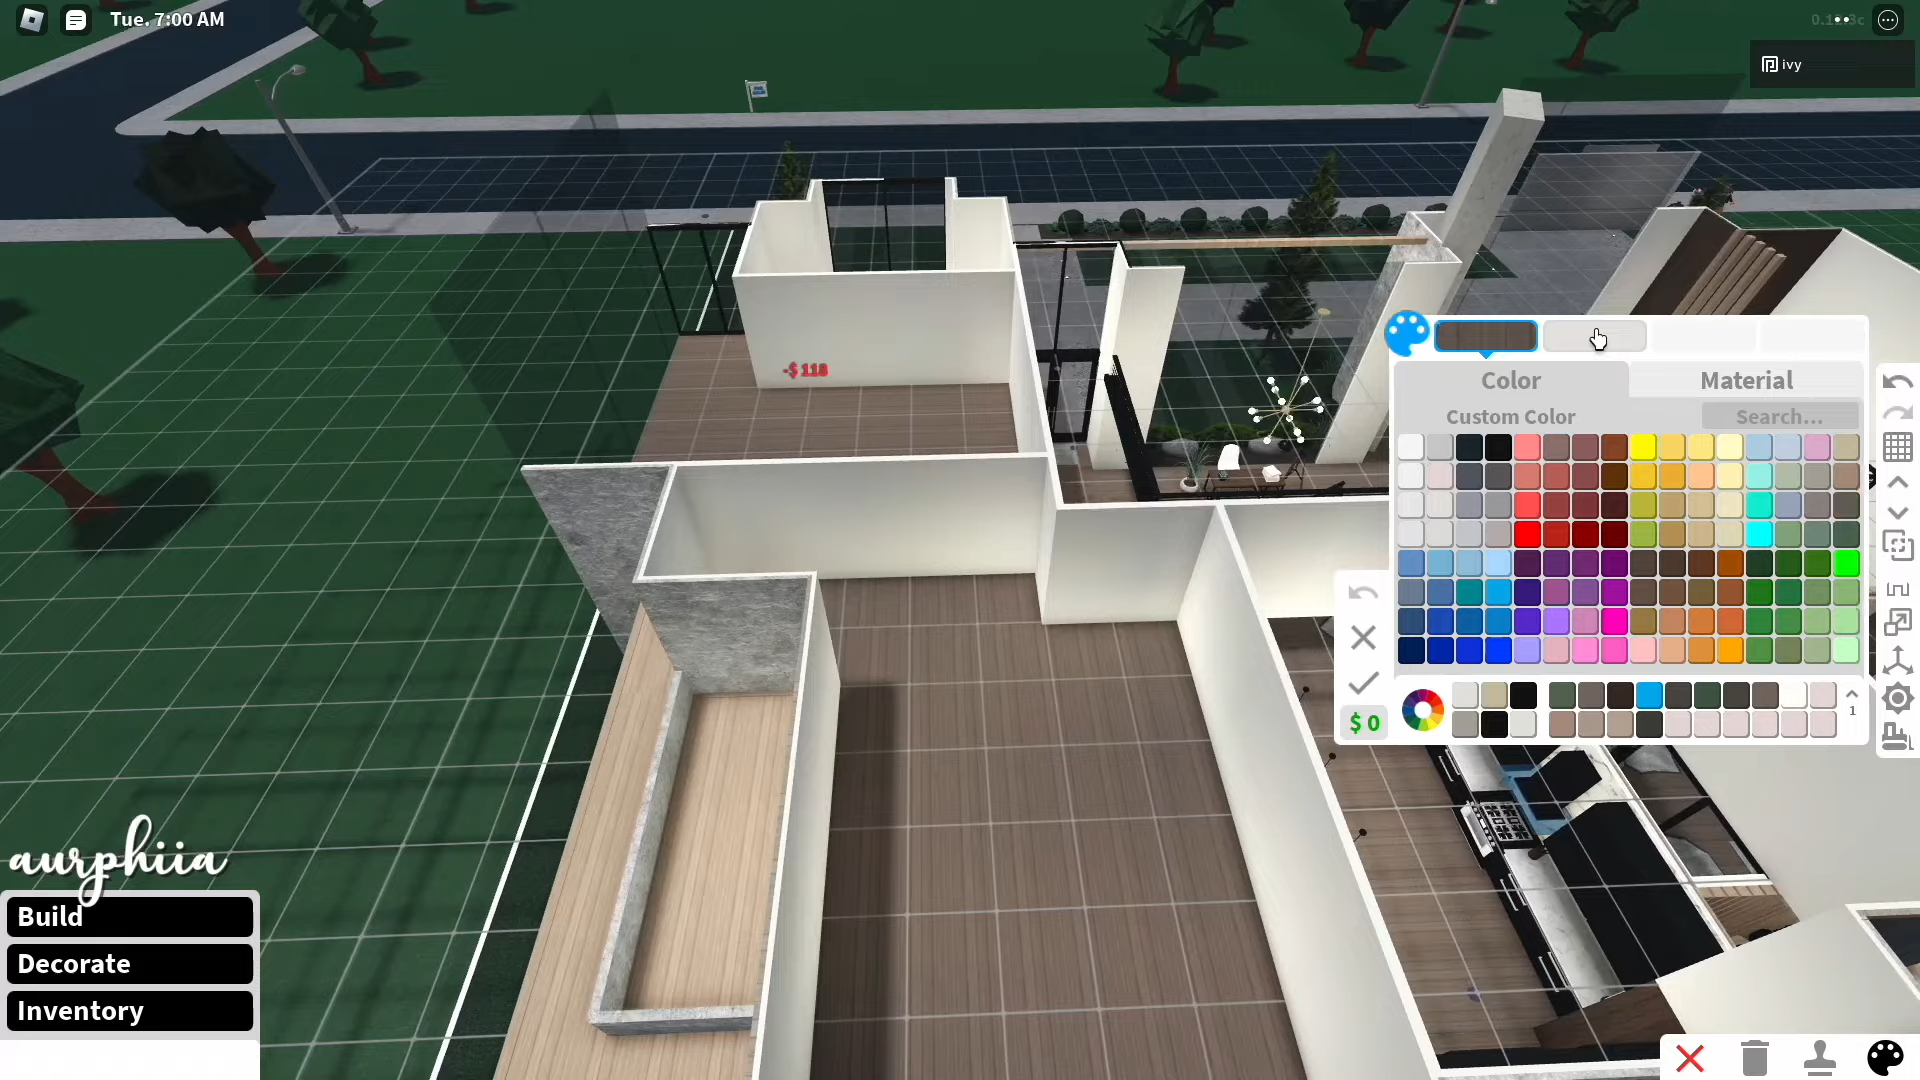 Tue. 7:00 AM
ivy
-$ 118
Color
Material
Custom Color
Search...
$ 0
1
aurphiia
Build
Decorate
Inventory